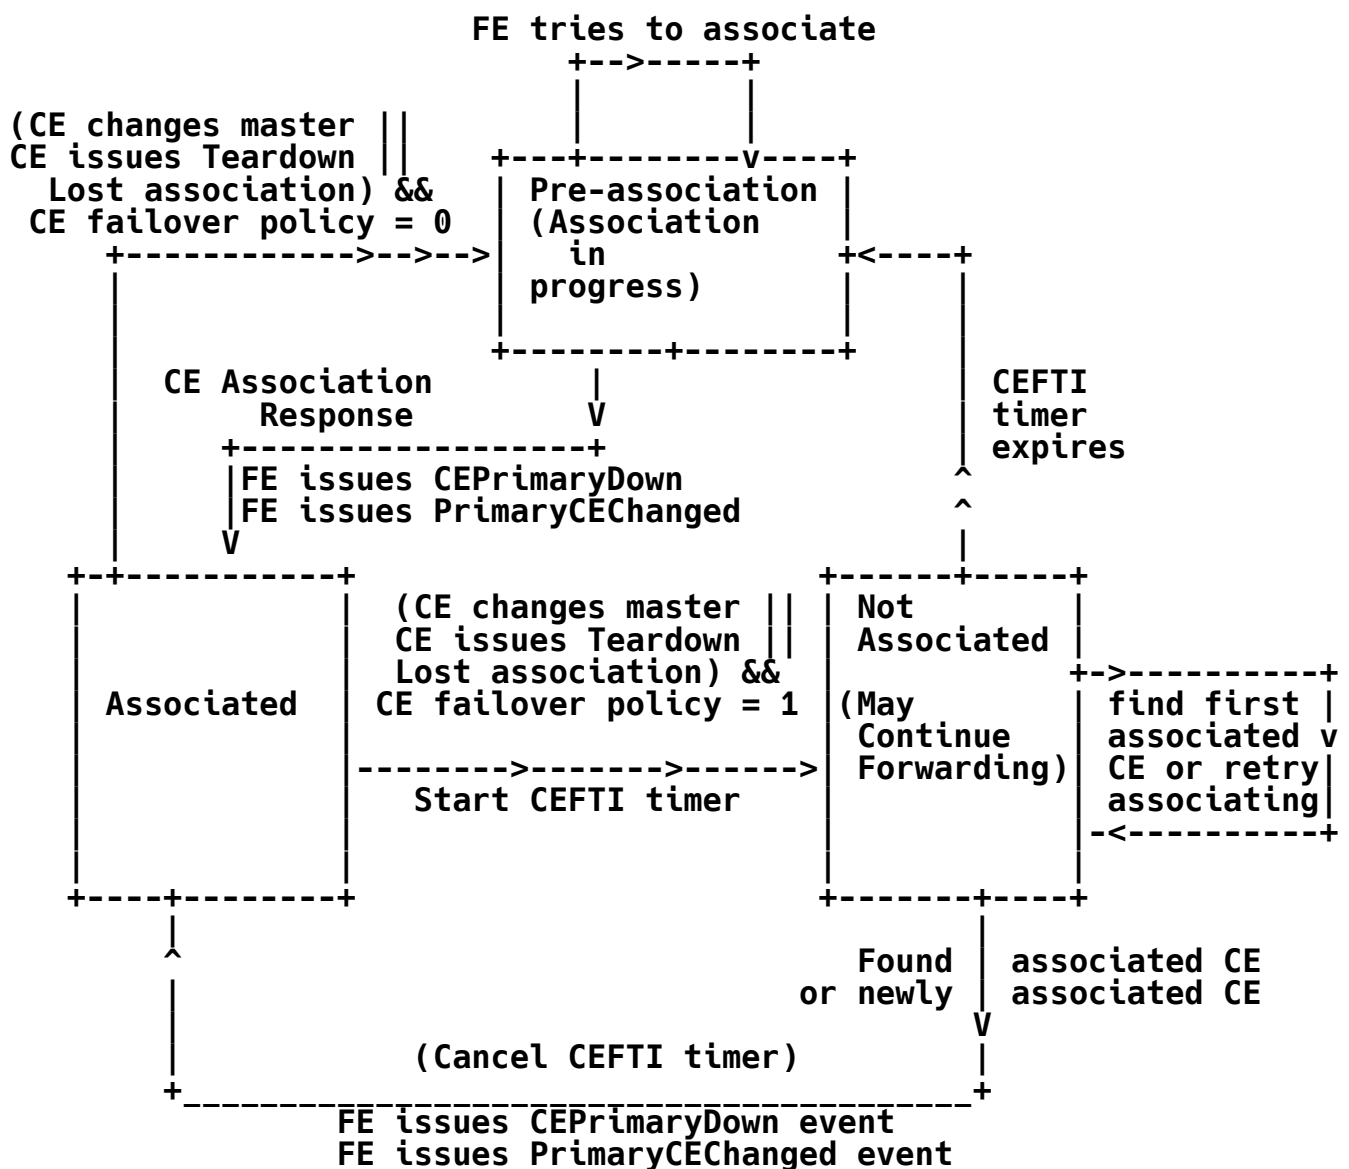 FE tries to associate
(CE changes master ||
CE issues Teardown ||
Lost association) &&
CE failover policy = 0
Pre-association
(Association
in
progress)
CE Association
Response
CEFTI
timer
expires
FE issues CEPrimaryDown
FE issues PrimaryCEChanged
Associated
(CE changes master ||
CE issues Teardown ||
Lost association) &&
CE failover policy = 1
Start CEFTI timer
Not
Associated
(May
Continue
Forwarding)
find first
associated
CE or retry
associating
Found associated CE
or newly associated CE
(Cancel CEFTI timer)
FE issues CEPrimaryDown event
FE issues PrimaryCEChanged event